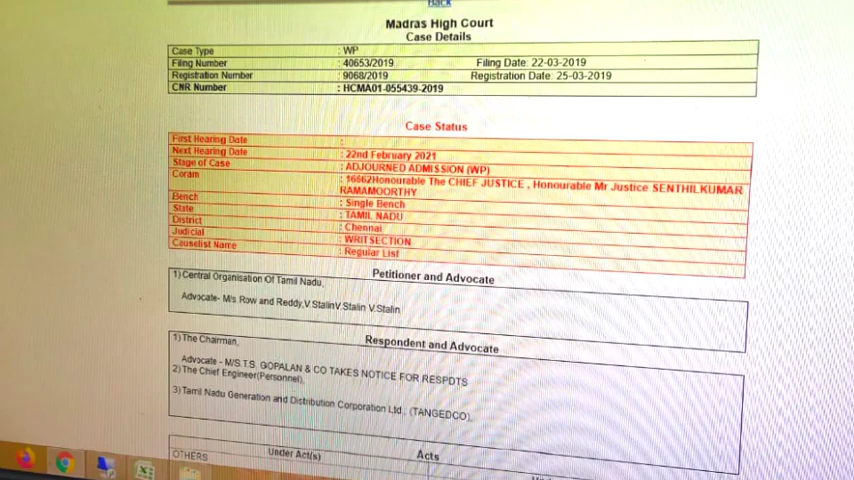 Back
Madras High Court
Case Details
Case Type : WP
Filing Number : 40653/2019 Filing Date: 22-03-2019
Registration Number : 9068/2019 Registration Date: 25-03-2019
CNR Number : HCMA01-055439-2019
Case Status
First Hearing Date :
Next Hearing Date : 22nd February 2021
Stage of Case : ADJOURNED ADMISSION (WP)
Coram : 16662Honourable The CHIEF JUSTICE , Honourable Mr Justice SENTHILKUMAR
RAMAMOORTHY
Bench : Single Bench
State : TAMIL NADU
District : Chennai
Judicial : WRIT SECTION
Causelist Name : Regular List
Petitioner and Advocate
1) Central Organisation Of Tamil Nadu,
Advocate- M/s. Row and Reddy,V.StalinV.Stalin V.Stalin
Respondent and Advocate
1) The Chairman,
Advocate - M/S.T.S. GOPALAN & CO TAKES NOTICE FOR RESPDTS
2) The Chief Engineer(Personnel),
3) Tamil Nadu Generation and Distribution Corporation Ltd., (TANGEDCO),
Acts
Under Act(s)
OTHERS